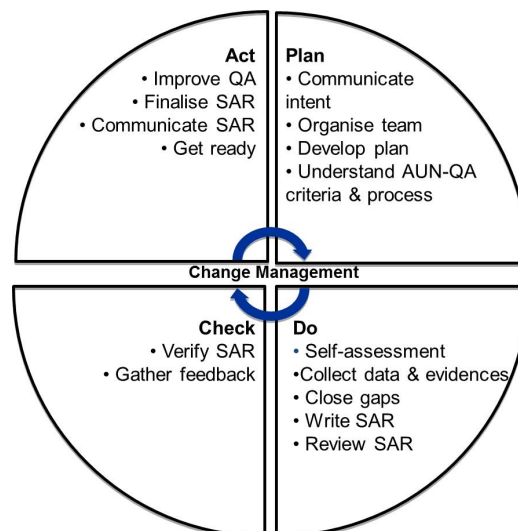 Act
• Improve QA
• Finalise SAR
• Communicate SAR
• Get ready
Plan
• Communicate
intent
• Organise team
• Develop plan
• Understand AUN-QA
criteria & process
Change Management
Check
• Verify SAR
• Gather feedback
Do
• Self-assessment
•Collect data & evidences
• Close gaps
• Write SAR
• Review SAR